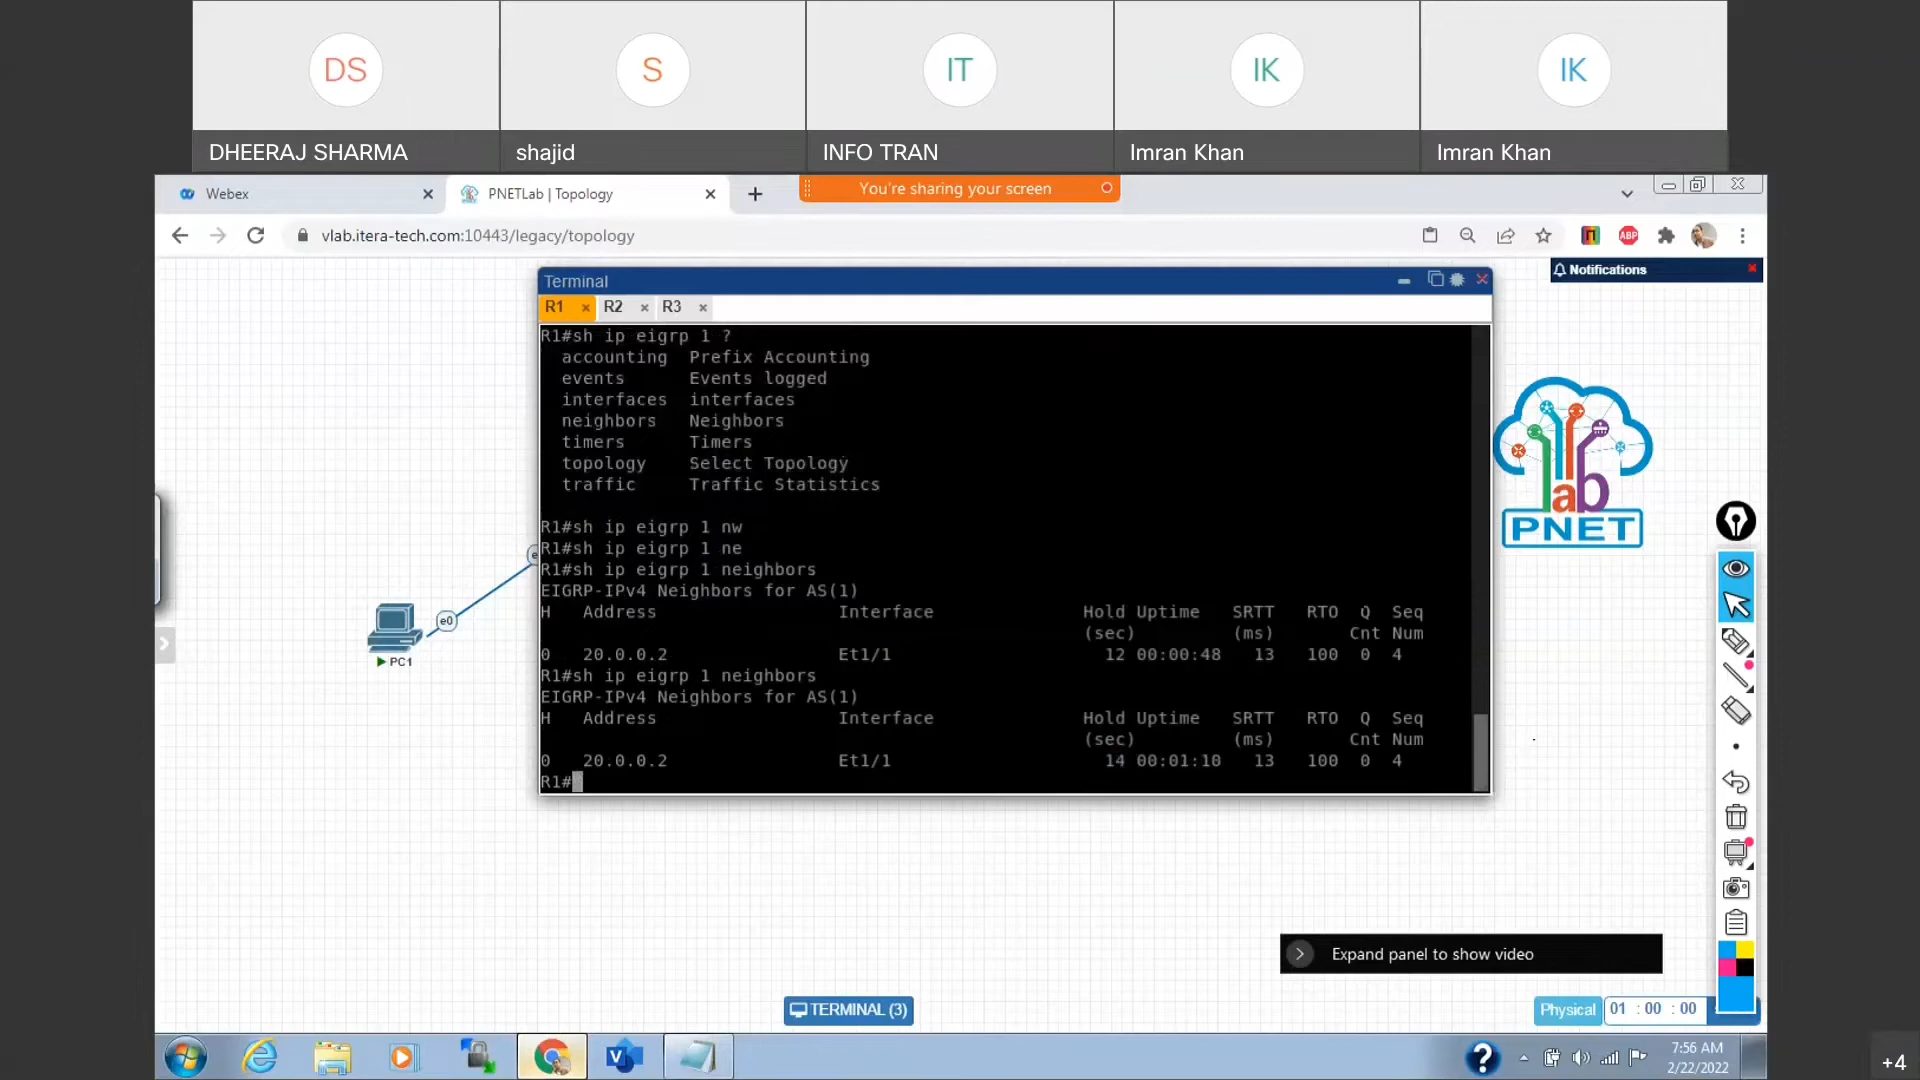 DS
S
IT
IK
IK
DHEERAJ SHARMA
shajid
INFO TRAN
Imran Khan
Imran Khan
Webex
PNETLab | Topology
You're sharing your screen
vlab.itera-tech.com:10443/legacy/topology
ABP
Notifications
Terminal
R1 × R2 × R3 ×
R1#sh ip eigrp 1 ?
accounting Prefix Accounting
events Events logged
interfaces interfaces
neighbors Neighbors
timers Timers
topology Select Topology
traffic Traffic Statistics
R1#sh ip eigrp 1 nw
R1#sh ip eigrp 1 ne
R1#sh ip eigrp 1 neighbors
EIGRP-IPv4 Neighbors for AS(1)
H Address Interface Hold Uptime SRTT RTO Q Seq
(sec) (ms) Cnt Num
0 20.0.0.2 Et1/1 12 00:00:48 13 100 0 4
R1#sh ip eigrp 1 neighbors
EIGRP-IPv4 Neighbors for AS(1)
H Address Interface Hold Uptime SRTT RTO Q Seq
(sec) (ms) Cnt Num
0 20.0.0.2 Et1/1 14 00:01:10 13 100 0 4
R1#
lab
PNET
e0
PC1
Expand panel to show video
TERMINAL (3)
Physical
01 : 00 : 00
7:56 AM
2/22/2022
+4